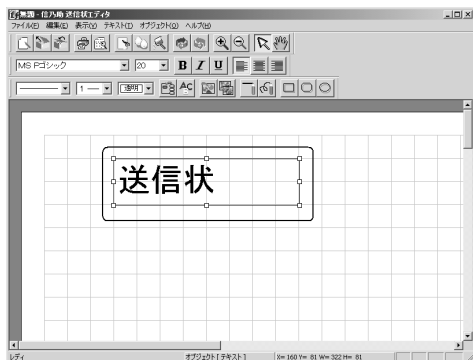 無題 - 信乃助 送信状エディタ
ファイル(F) 編集(E) 表示(V) テキスト(T) オブジェクト(O) ヘルプ(H)
MS Pゴシック 20 B I U
1 透明 AC
送信状
レディ オブジェクト [テキスト] X= 160 Y= 81 W= 322 H= 81